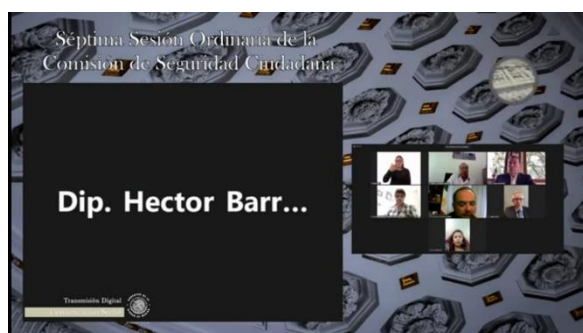 Séptima Sesión Ordinaria de la
Comisión de Seguridad Ciudadana
Dip. Hector Barr...
Transmisión Digital